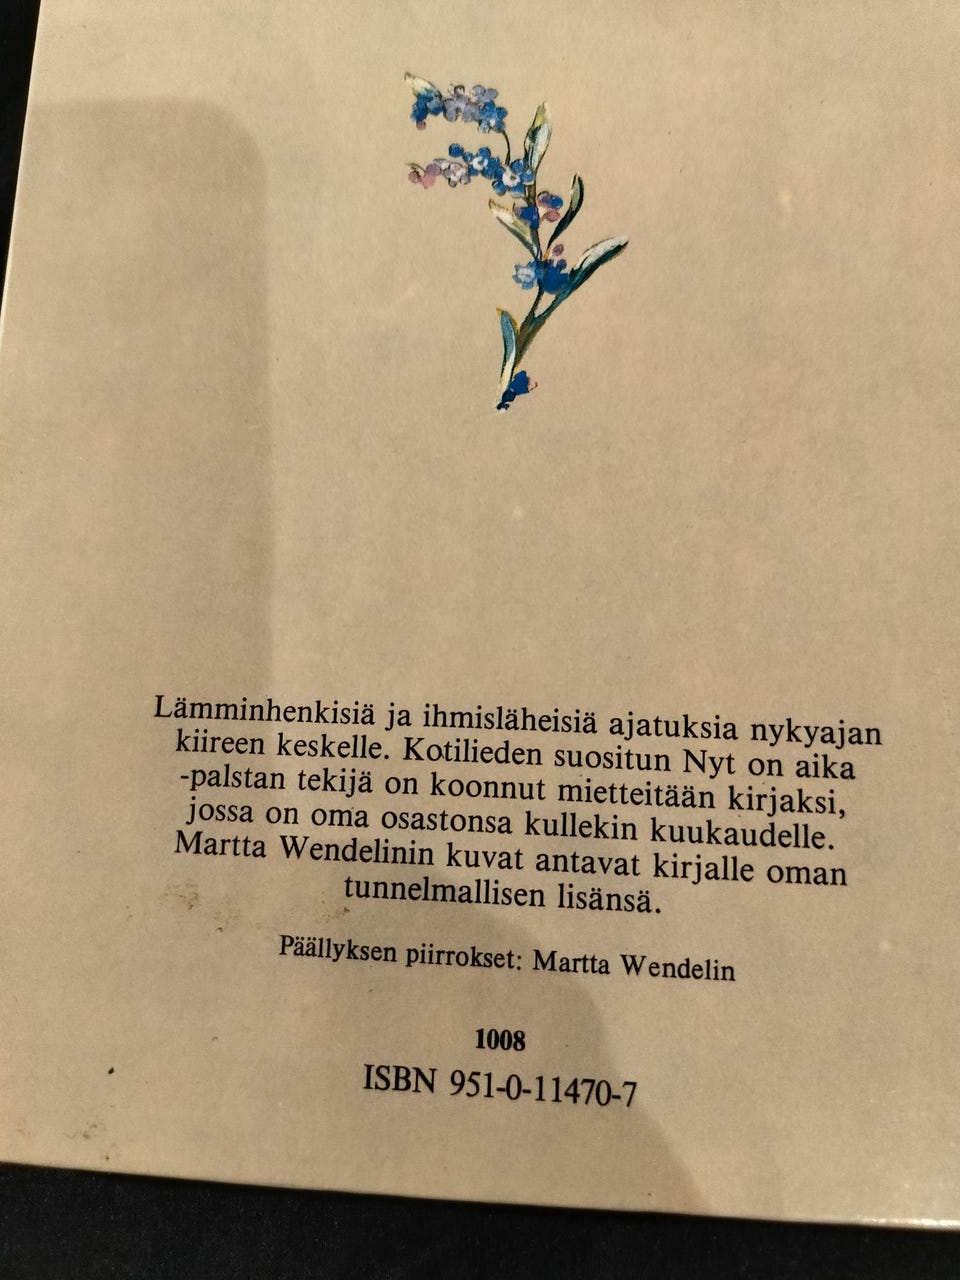 Lämminhenkisiä ja ihmisläheisiä ajatuksia nykyajan
kiireen keskelle. Kotilieden suositun Nyt on aika
-palstan tekijä on koonnut mietteitään kirjaksi,
jossa on oma osastonsa kullekin kuukaudelle.
Martta Wendelinin kuvat antavat kirjalle oman
tunnelmallisen lisänsä.
Päällyksen piirrokset: Martta Wendelin
1008
ISBN 951-0-11470-7